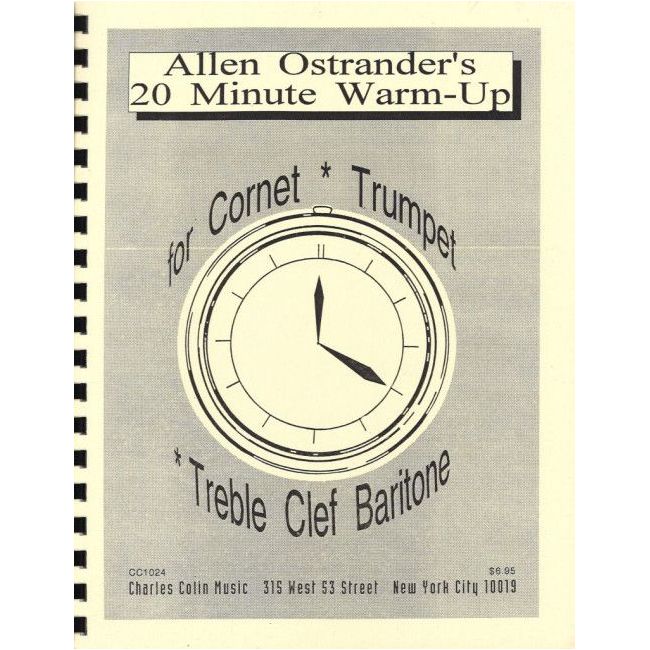 Allen Ostrander's
20 Minute Warm-Up
for Cornet * Trumpet
* Treble Clef Baritone
CC1024
$6.95
Charles Colin Music 315 West 53 Street New York City 10019